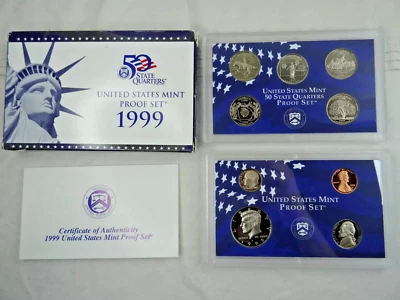 50
STATE
QUARTERS®
UNITED STATES MINT
PROOF SET®
1999
UNITED STATES MINT
50 STATE QUARTERS
PROOF SET®
Certificate of Authenticity
1999 United States Mint Proof Set®
UNITED STATES MINT
PROOF SET®